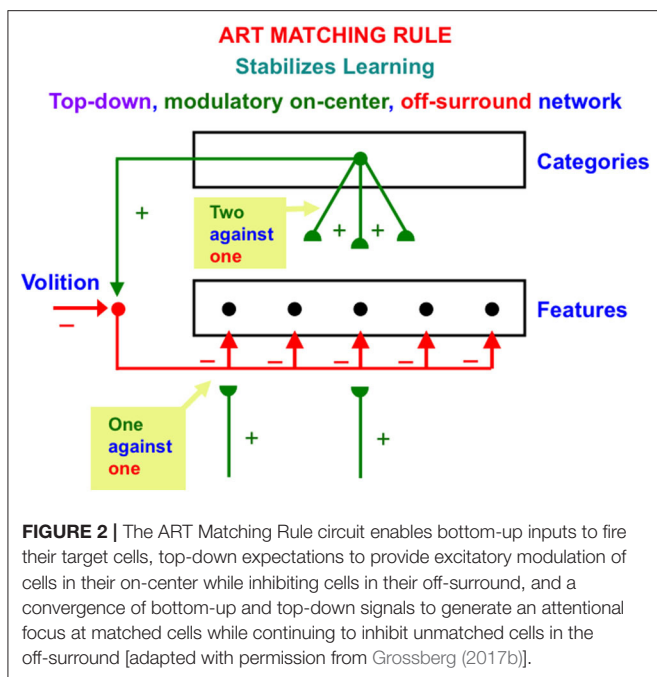 ART MATCHING RULE
Stabilizes Learning
Top-down, modulatory on-center, off-surround network
Categories
+
Two
against
one
+ +
Volition
−
Features
− − − − −
One
against
one
+ +
FIGURE 2 | The ART Matching Rule circuit enables bottom-up inputs to fire
their target cells, top-down expectations to provide excitatory modulation of
cells in their on-center while inhibiting cells in their off-surround, and a
convergence of bottom-up and top-down signals to generate an attentional
focus at matched cells while continuing to inhibit unmatched cells in the
off-surround [adapted with permission from Grossberg (2017b)].